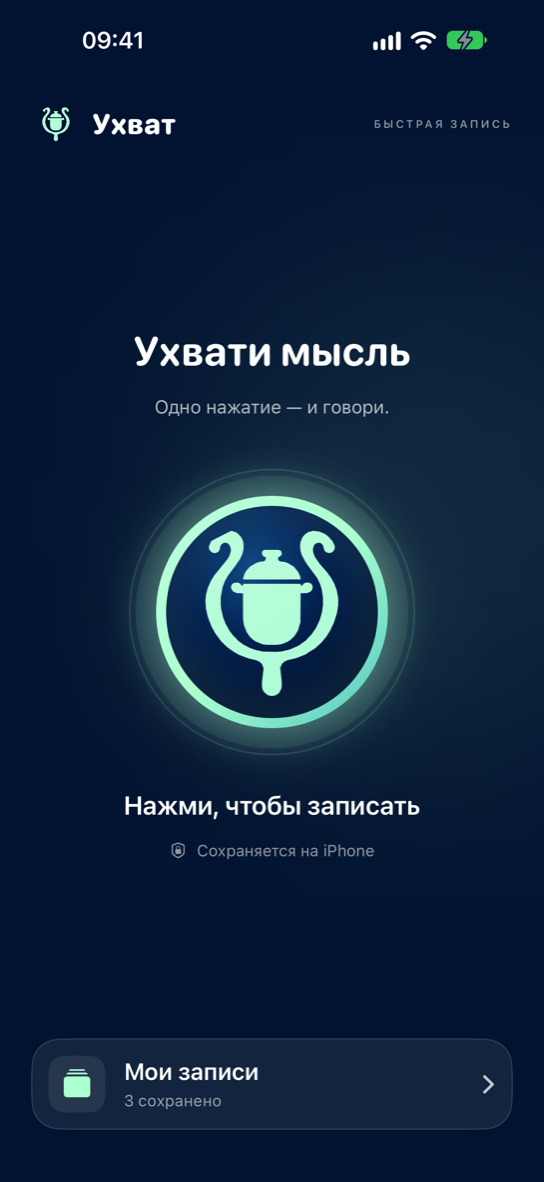 09:41
Ухват
БЫСТРАЯ ЗАПИСЬ
Ухвати мысль
Одно нажатие — и говори.
Нажми, чтобы записать
Сохраняется на iPhone
Мои записи
3 сохранено